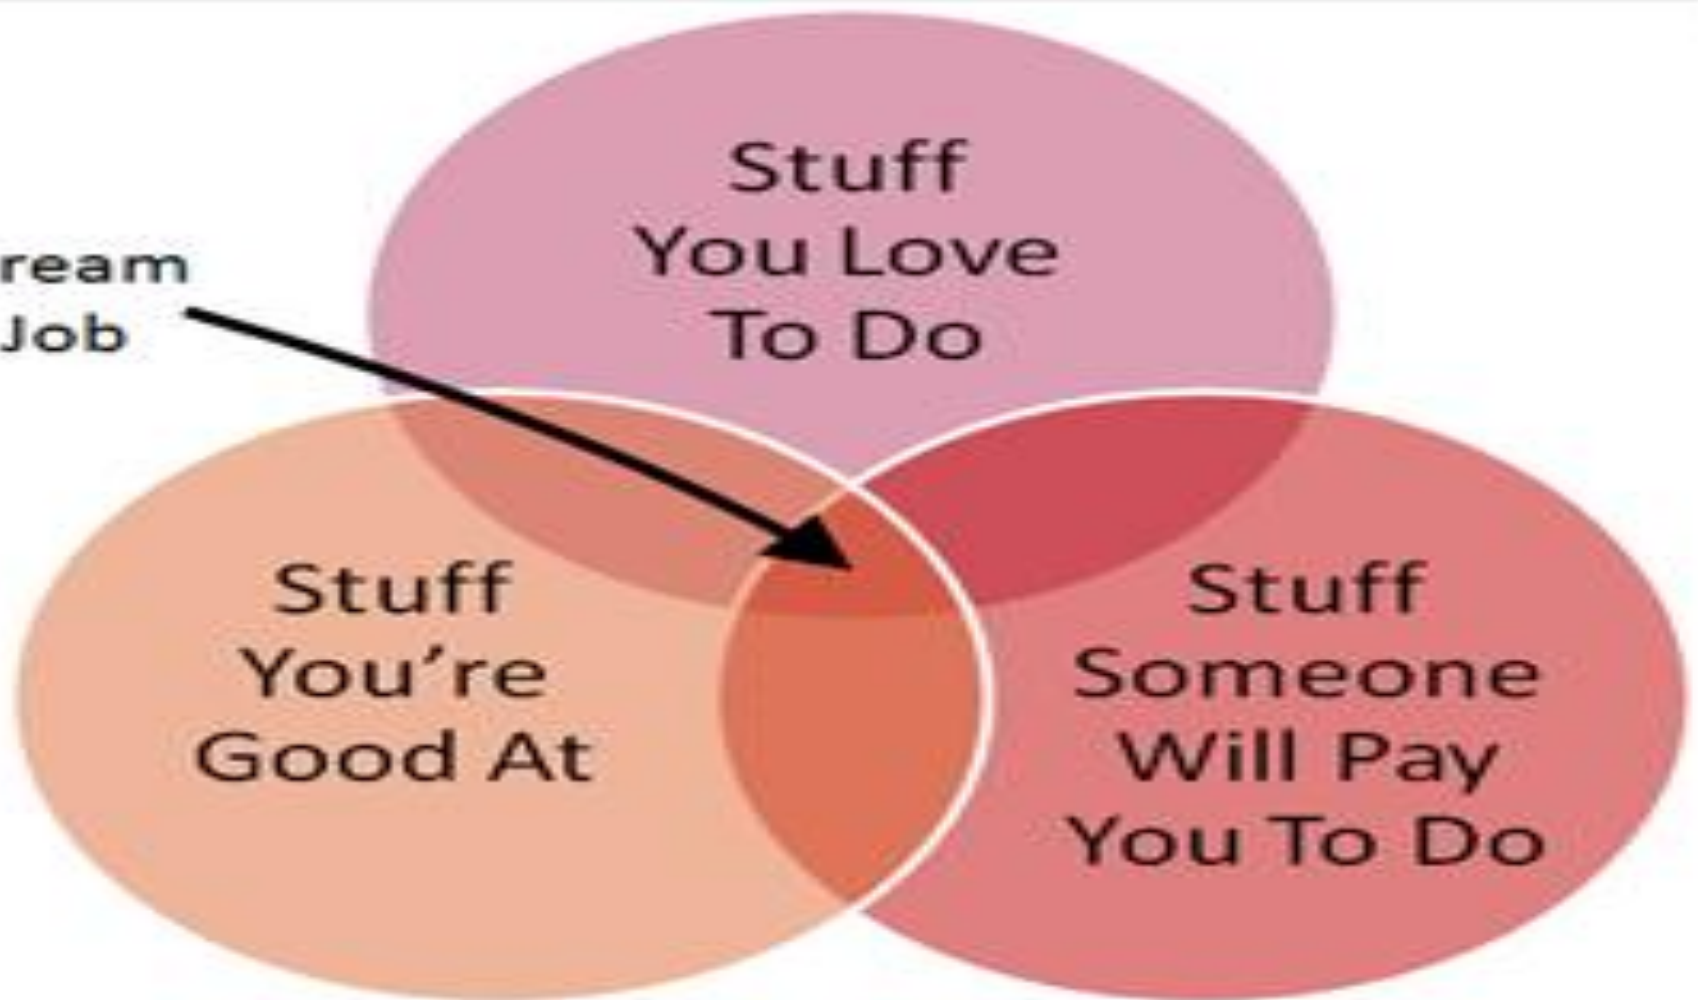 Stuff
You Love
To Do
ream
Job
Stuff
You’re
Good At
Stuff
Someone
Will Pay
You To Do